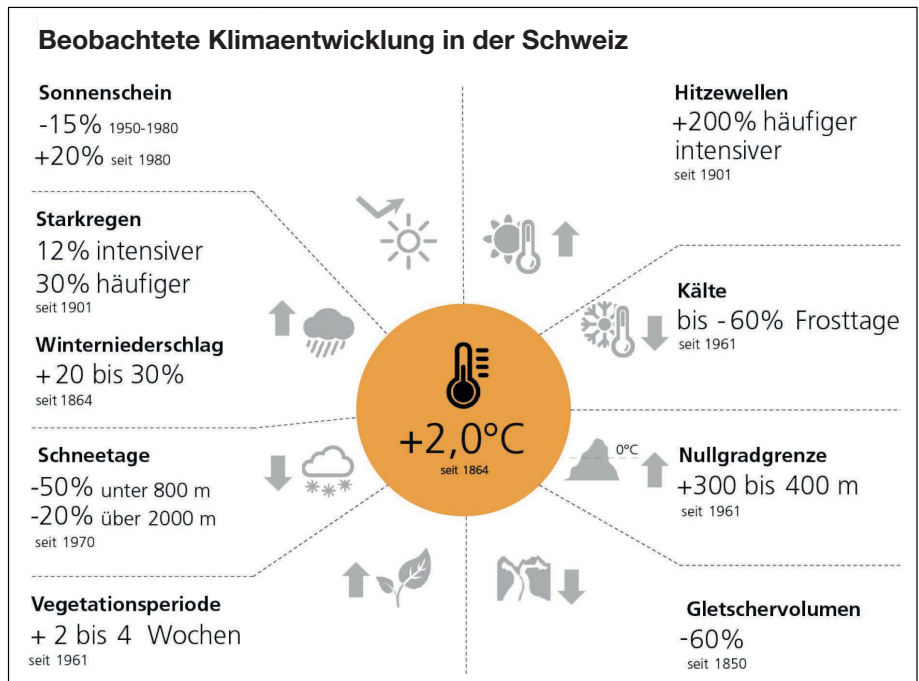 Beobachtete Klimaentwicklung in der Schweiz
Sonnenschein
-15% 1950-1980
+20% seit 1980
Starkregen
12% intensiver
30% häufiger
seit 1901
Winterniederschlag
+20 bis 30%
seit 1864
Schneetage
-50% unter 800 m
-20% über 2000 m
seit 1970
Vegetationsperiode
+ 2 bis 4 Wochen
seit 1961
+2,0°C
seit 1864
Hitzewellen
+200% häufiger
intensiver
seit 1901
Kälte
bis -60% Frosttage
seit 1961
0°C
Nullgradgrenze
+300 bis 400 m
seit 1961
Gletschervolumen
-60%
seit 1850